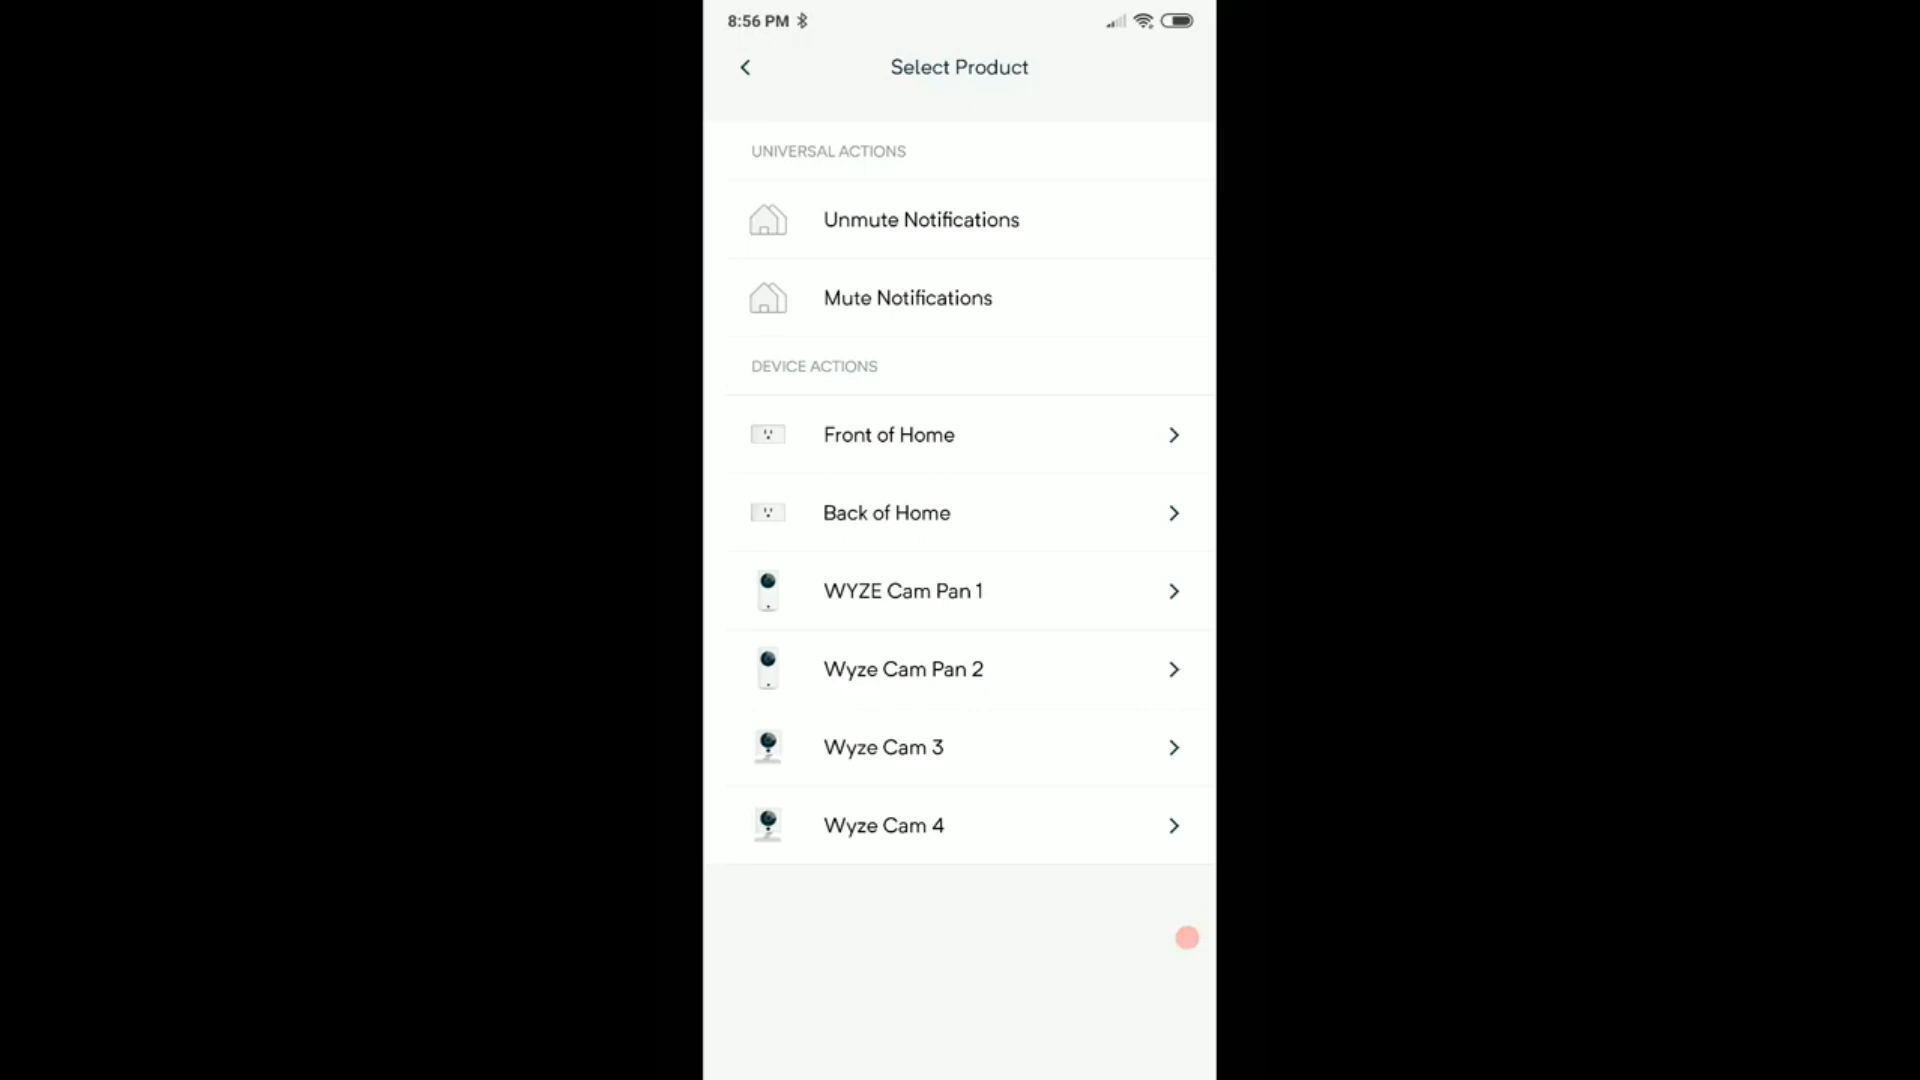 8:56 PM
Select Product
UNIVERSAL ACTIONS
Unmute Notifications
Mute Notifications
DEVICE ACTIONS
Front of Home
Back of Home
WYZE Cam Pan 1
Wyze Cam Pan 2
Wyze Cam 3
Wyze Cam 4